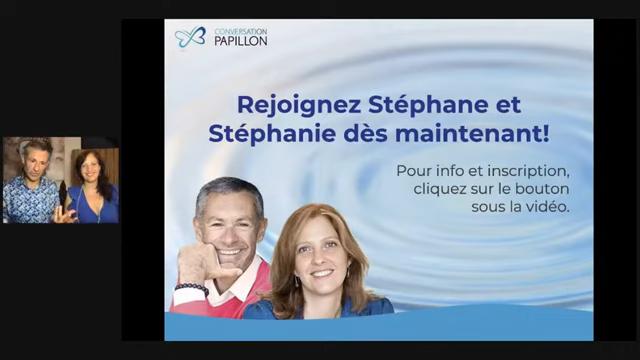 CONVERSATION
PAPILLON
Rejoignez Stéphane et
Stéphanie dès maintenant!
Pour info et inscription,
cliquez sur le bouton
sous la vidéo.